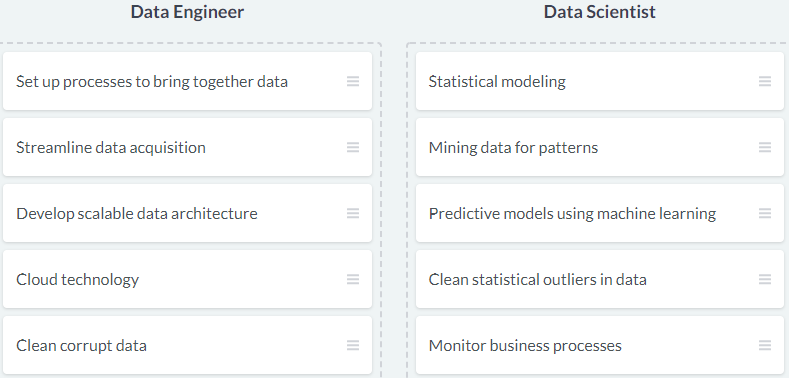 Data Engineer
Set up processes to bring together data
Streamline data acquisition
Develop scalable data architecture
Cloud technology
Clean corrupt data
Data Scientist
Statistical modeling
Mining data for patterns
Predictive models using machine learning
Clean statistical outliers in data
Monitor business processes